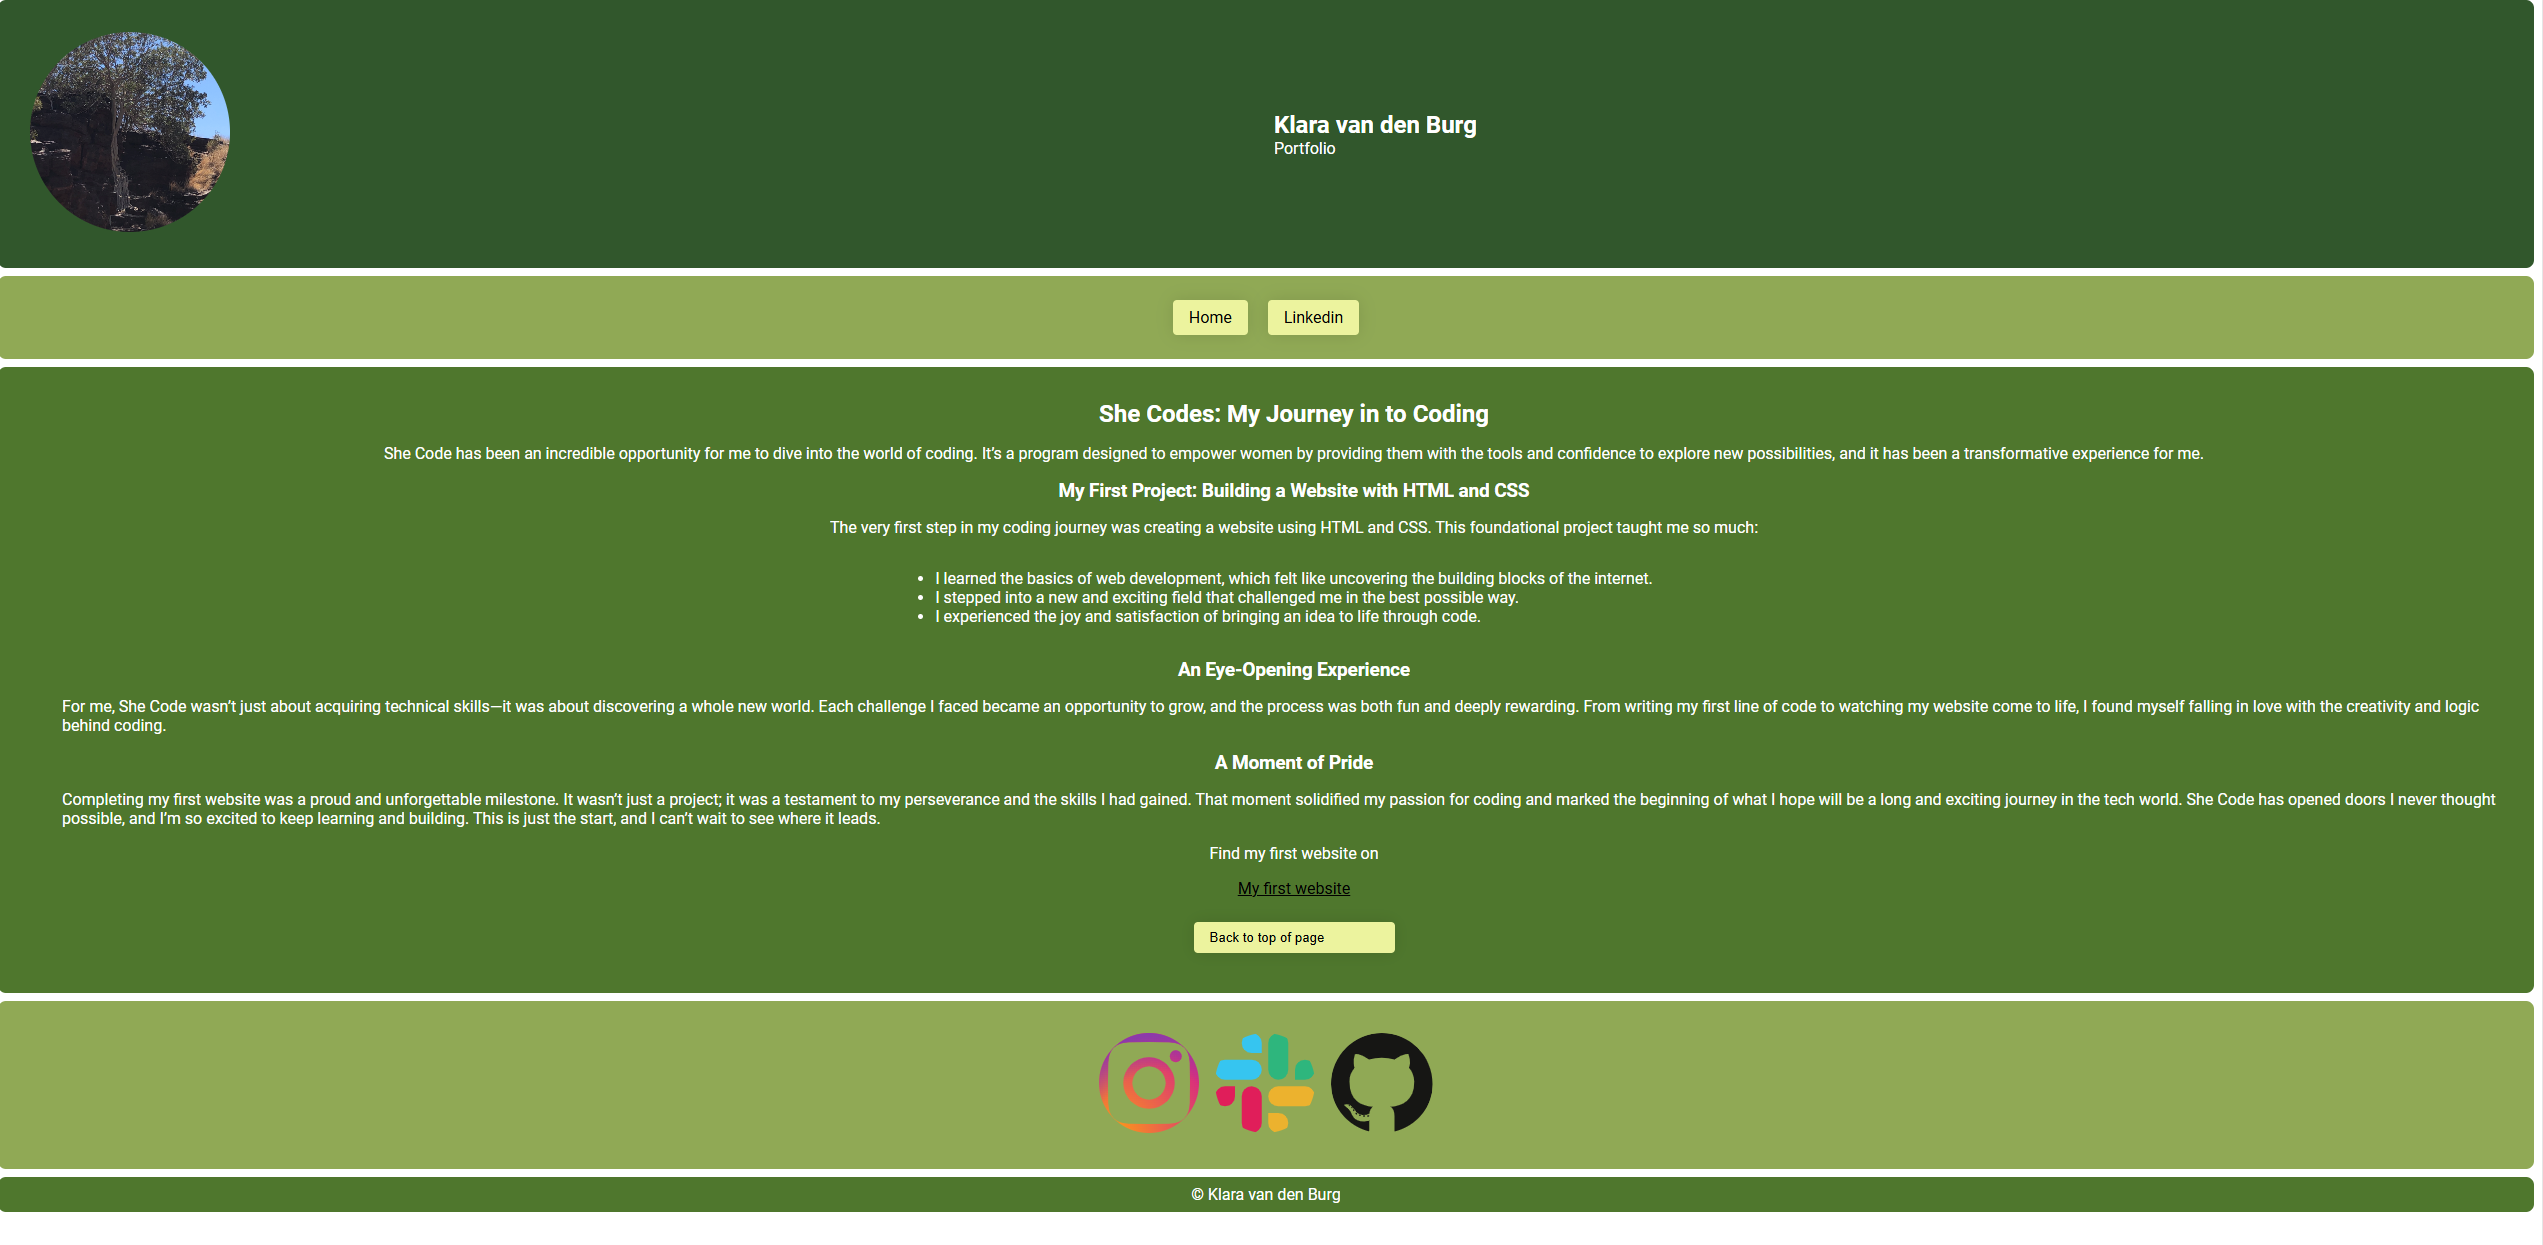 Klara van den Burg
Portfolio
Home
Linkedin
She Codes: My Journey in to Coding
She Code has been an incredible opportunity for me to dive into the world of coding. It’s a program designed to empower women by providing them with the tools and confidence to explore new possibilities, and it has been a transformative experience for me.
My First Project: Building a Website with HTML and CSS
The very first step in my coding journey was creating a website using HTML and CSS. This foundational project taught me so much:
• I learned the basics of web development, which felt like uncovering the building blocks of the internet.
• I stepped into a new and exciting field that challenged me in the best possible way.
• I experienced the joy and satisfaction of bringing an idea to life through code.
An Eye-Opening Experience
For me, She Code wasn’t just about acquiring technical skills—it was about discovering a whole new world. Each challenge I faced became an opportunity to grow, and the process was both fun and deeply rewarding. From writing my first line of code to watching my website come to life, I found myself falling in love with the creativity and logic
behind coding.
A Moment of Pride
Completing my first website was a proud and unforgettable milestone. It wasn’t just a project; it was a testament to my perseverance and the skills I had gained. That moment solidified my passion for coding and marked the beginning of what I hope will be a long and exciting journey in the tech world. She Code has opened doors I never thought
possible, and I’m so excited to keep learning and building. This is just the start, and I can’t wait to see where it leads.
Find my first website on
My first website
Back to top of page
© Klara van den Burg